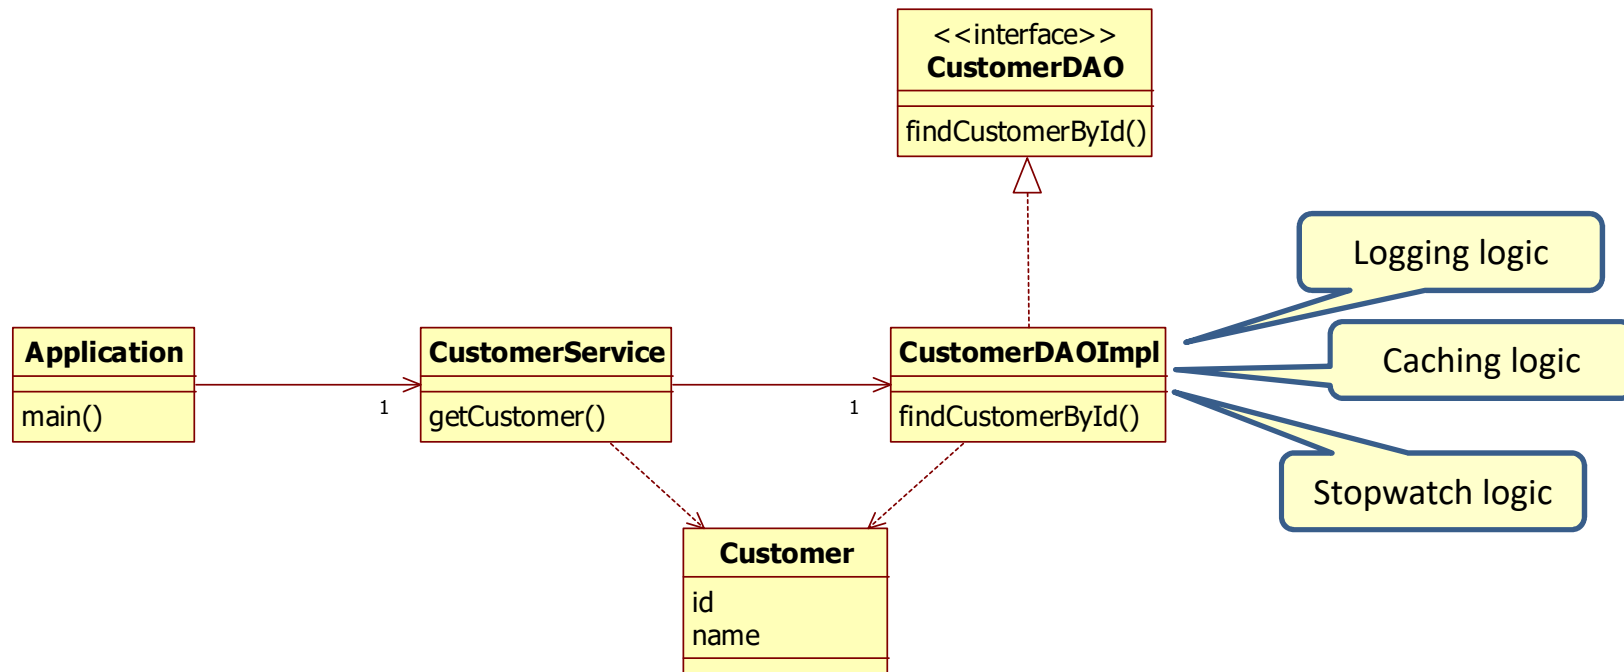 <<interface>>
CustomerDAO
findCustomerById()
Logging logic
Application
main()
1
CustomerService
getCustomer()
1
CustomerDAOImpl
findCustomerById()
Caching logic
Stopwatch logic
Customer
id
name